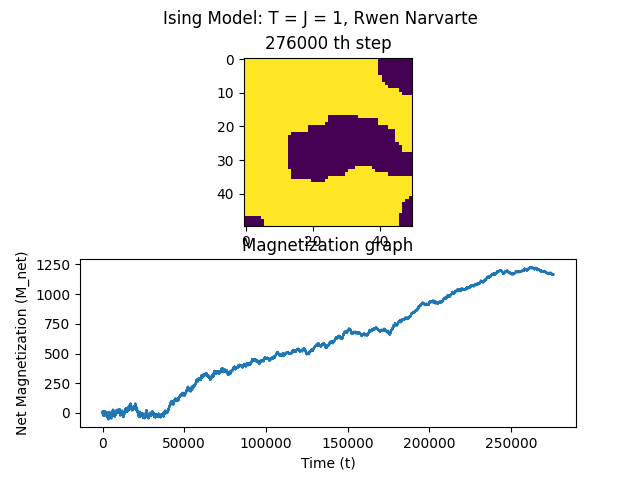 Ising Model: T = J = 1, Rwen Narvarte
276000 th step
0
10
20
30
40
0 20 40
Magnetization graph
Net Magnetization (M_net)
1250
1000
750
500
250
0
0 50000 100000 150000 200000 250000
Time (t)